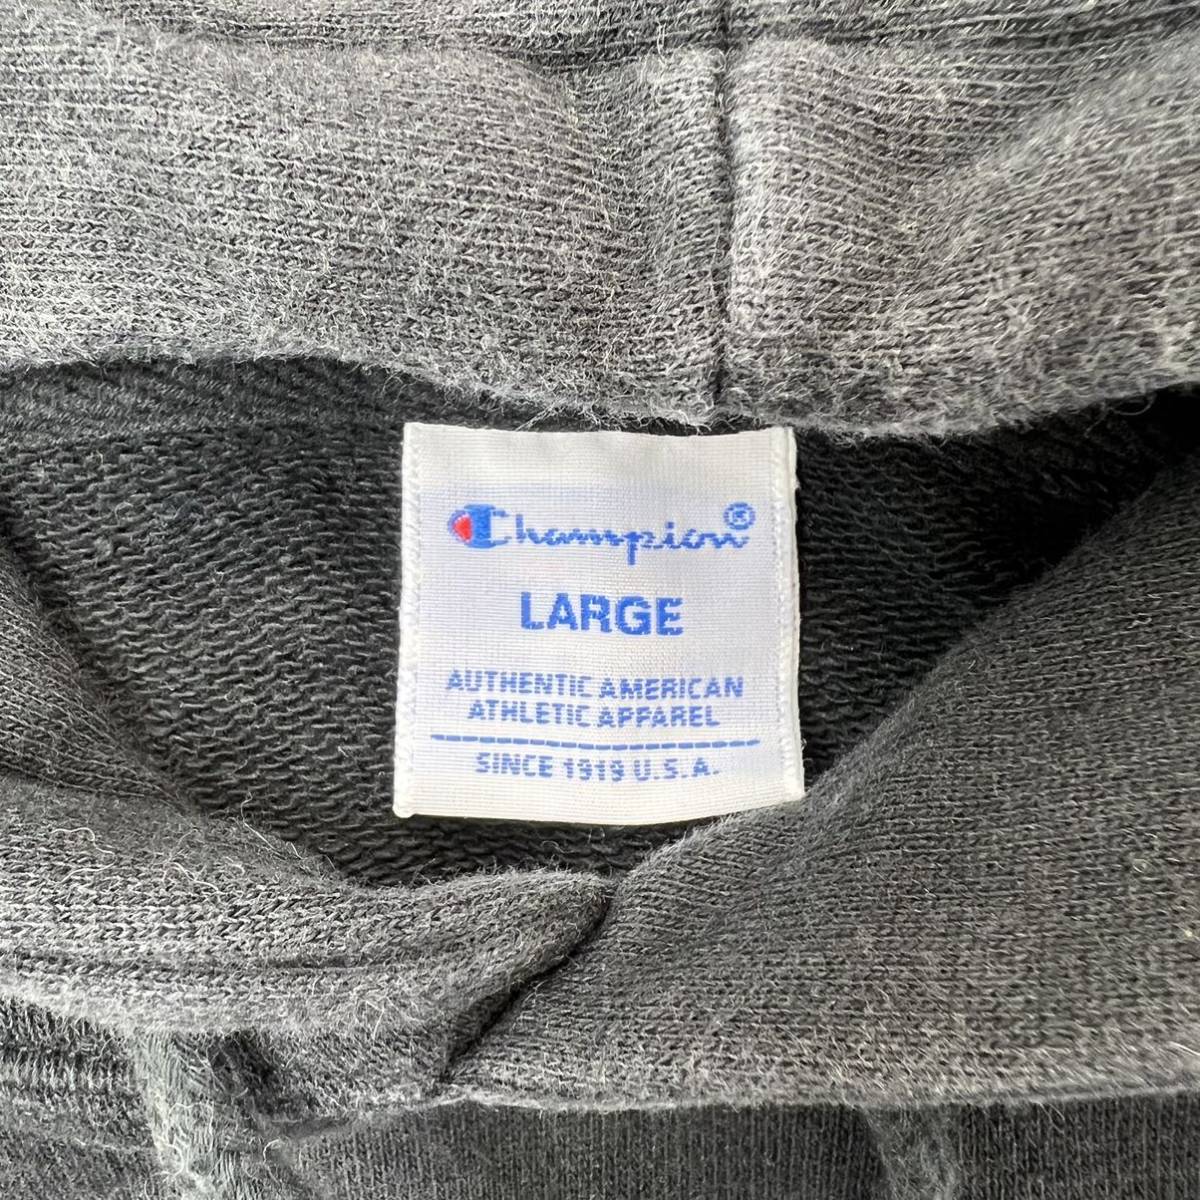 Champion®
LARGE
AUTHENTIC AMERICAN
ATHLETIC APPAREL
SINCE 1919 U.S.A.